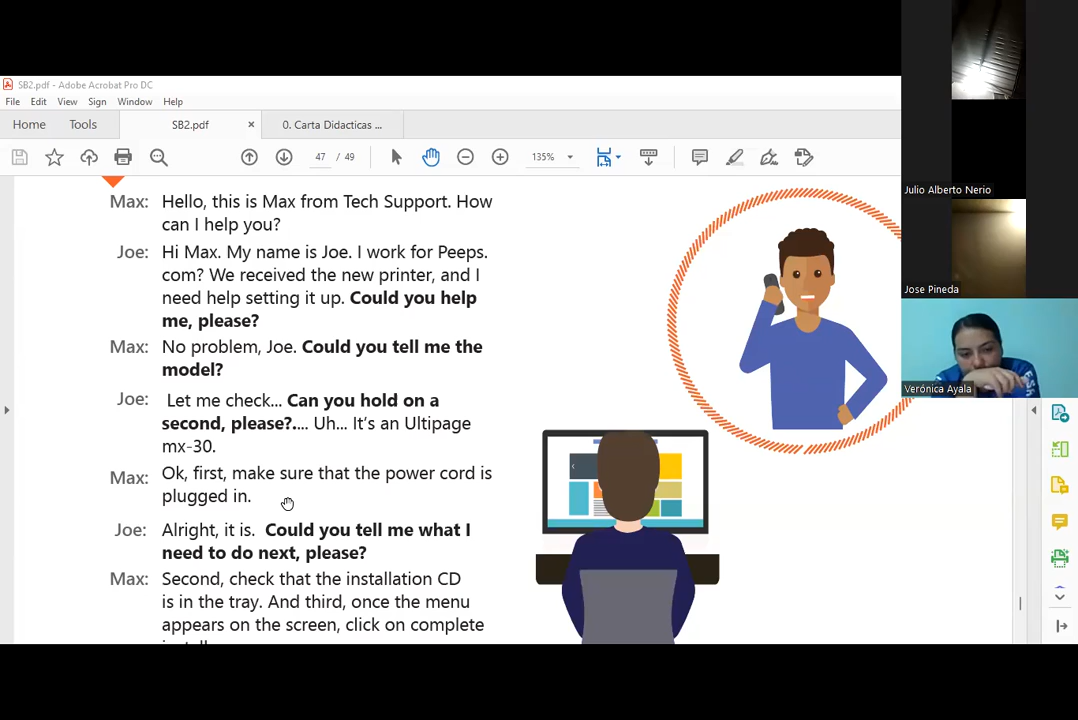 SB2.pdf - Adobe Acrobat Pro DC
File Edit View Sign Window Help
Home Tools SB2.pdf × 0. Carta Didacticas ...
47 / 49 135%
Max: Hello, this is Max from Tech Support. How
can I help you?
Joe: Hi Max. My name is Joe. I work for Peeps.
com? We received the new printer, and I
need help setting it up. Could you help
me, please?
Max: No problem, Joe. Could you tell me the
model?
Joe: Let me check... Can you hold on a
second, please?.... Uh... It's an Ultipage
mx-30.
Max: Ok, first, make sure that the power cord is
plugged in.
Joe: Alright, it is. Could you tell me what I
need to do next, please?
Max: Second, check that the installation CD
is in the tray. And third, once the menu
appears on the screen, click on complete
Julio Alberto Nerio
Jose Pineda
Verónica Ayala